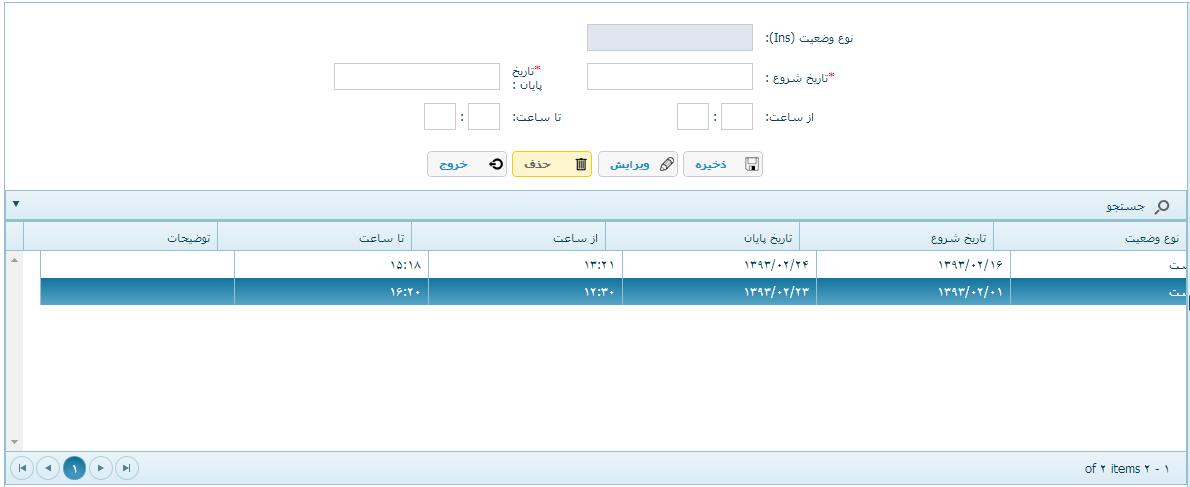 نوع وضعیت (Ins):
*تاریخ شروع : *تاریخ پایان :
از ساعت: : تا ساعت: :
ذخیره ویرایش حذف خروج
جستجو
نوع وضعیت تاریخ شروع تاریخ پایان از ساعت تا ساعت توضیحات
ست ۱۳۹۳/۰۲/۱۶ ۱۳۹۳/۰۲/۲۴ ۱۳:۲۱ ۱۵:۱۸
ست ۱۳۹۳/۰۲/۰۱ ۱۳۹۳/۰۲/۲۳ ۱۲:۳۰ ۱۶:۲۰
۱ - ۲ of ۲ items ۱